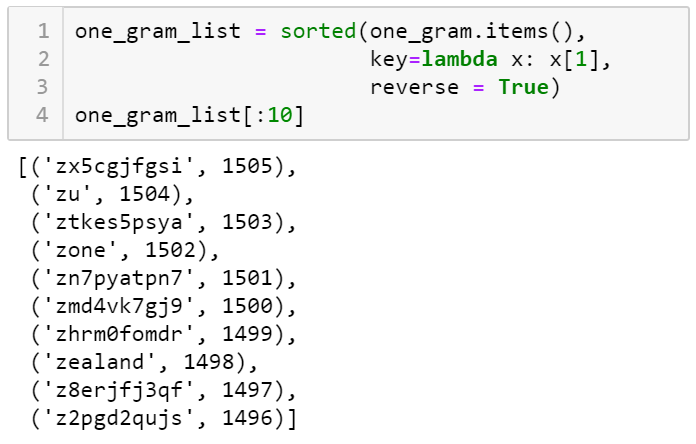 1 one_gram_list = sorted(one_gram.items(),
2                         key=lambda x: x[1],
3                         reverse = True)
4 one_gram_list[:10]
[('zx5cgjfgsi', 1505),
 ('zu', 1504),
 ('ztkes5psya', 1503),
 ('zone', 1502),
 ('zn7pyatpn7', 1501),
 ('zmd4vk7gj9', 1500),
 ('zhrm0fomdr', 1499),
 ('zealand', 1498),
 ('z8erjfj3qf', 1497),
 ('z2pgd2qujs', 1496)]